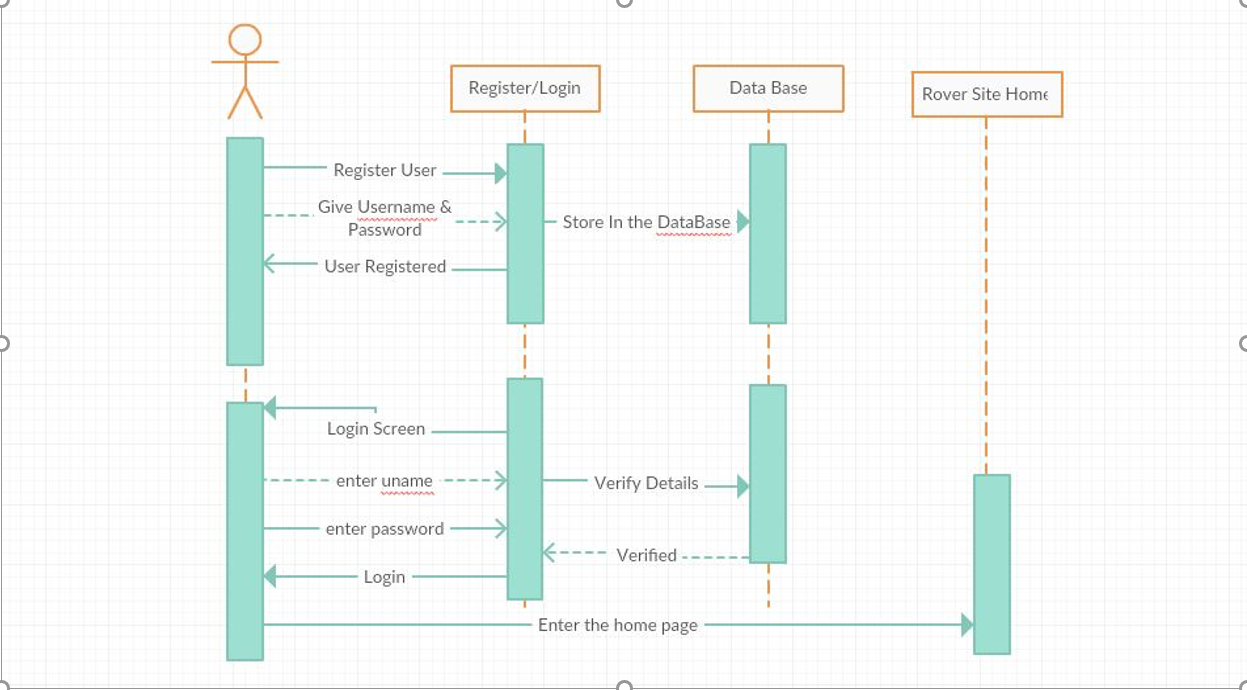 Register/Login
Data Base
Rover Site Home
Register User
Give Username &
Password
Store In the DataBase
User Registered
Login Screen
enter uname
Verify Details
enter password
Verified
Login
Enter the home page